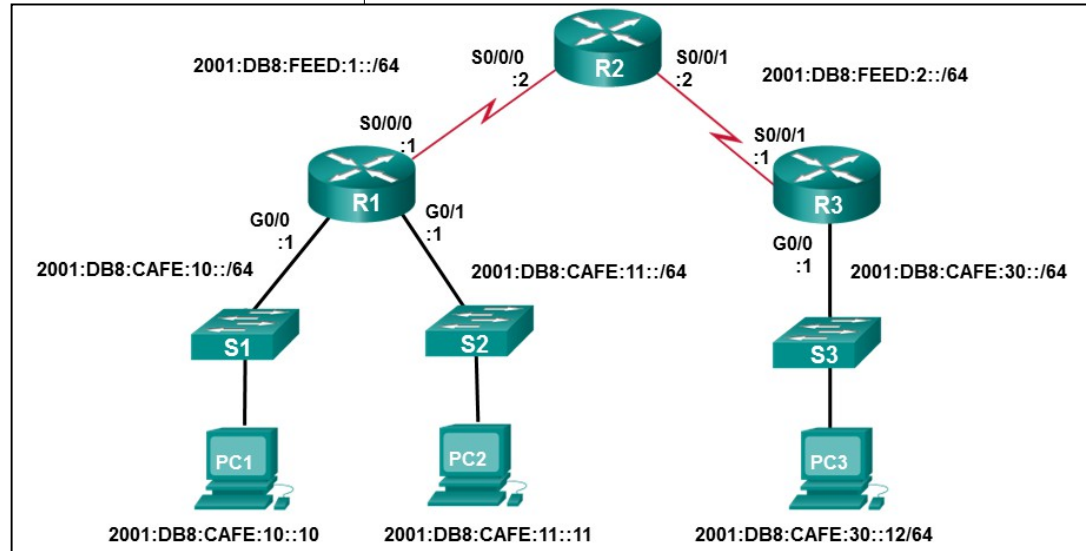 S0/0/0
:2
R2
S0/0/1
:2
2001:DB8:FEED:1::/64
2001:DB8:FEED:2::/64
S0/0/0
:1
R1
S0/0/1
:1
R3
G0/0
:1
G0/1
:1
G0/0
:1
2001:DB8:CAFE:10::/64
2001:DB8:CAFE:11::/64
2001:DB8:CAFE:30::/64
S1
S2
S3
PC1
PC2
PC3
2001:DB8:CAFE:10::10
2001:DB8:CAFE:11::11
2001:DB8:CAFE:30::12/64